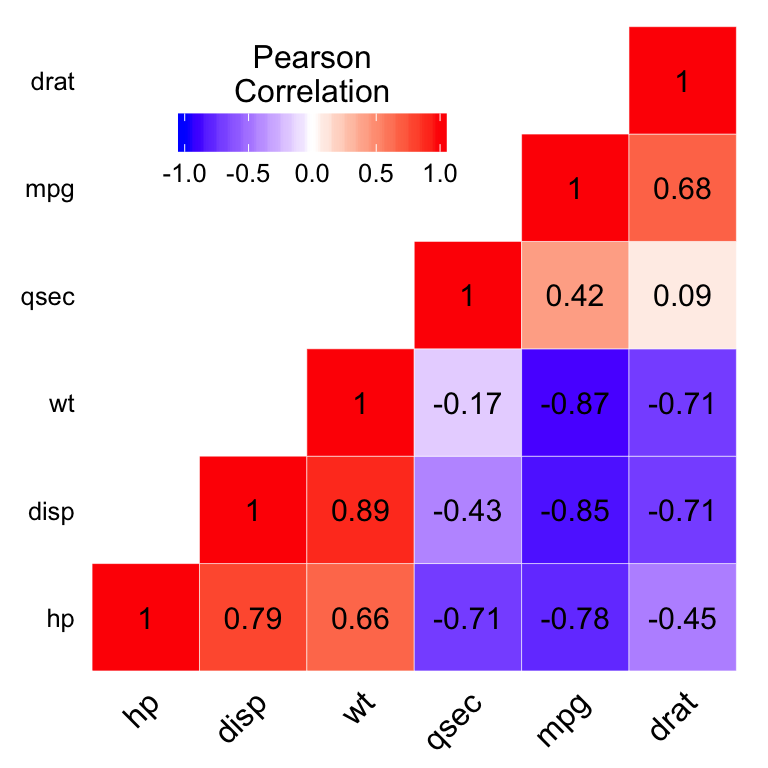 Pearson
Correlation
-1.0 -0.5 0.0 0.5 1.0
drat 1
mpg 1 0.68
qsec 1 0.42 0.09
wt 1 -0.17 -0.87 -0.71
disp 1 0.89 -0.43 -0.85 -0.71
hp 1 0.79 0.66 -0.71 -0.78 -0.45
hp disp wt qsec mpg drat